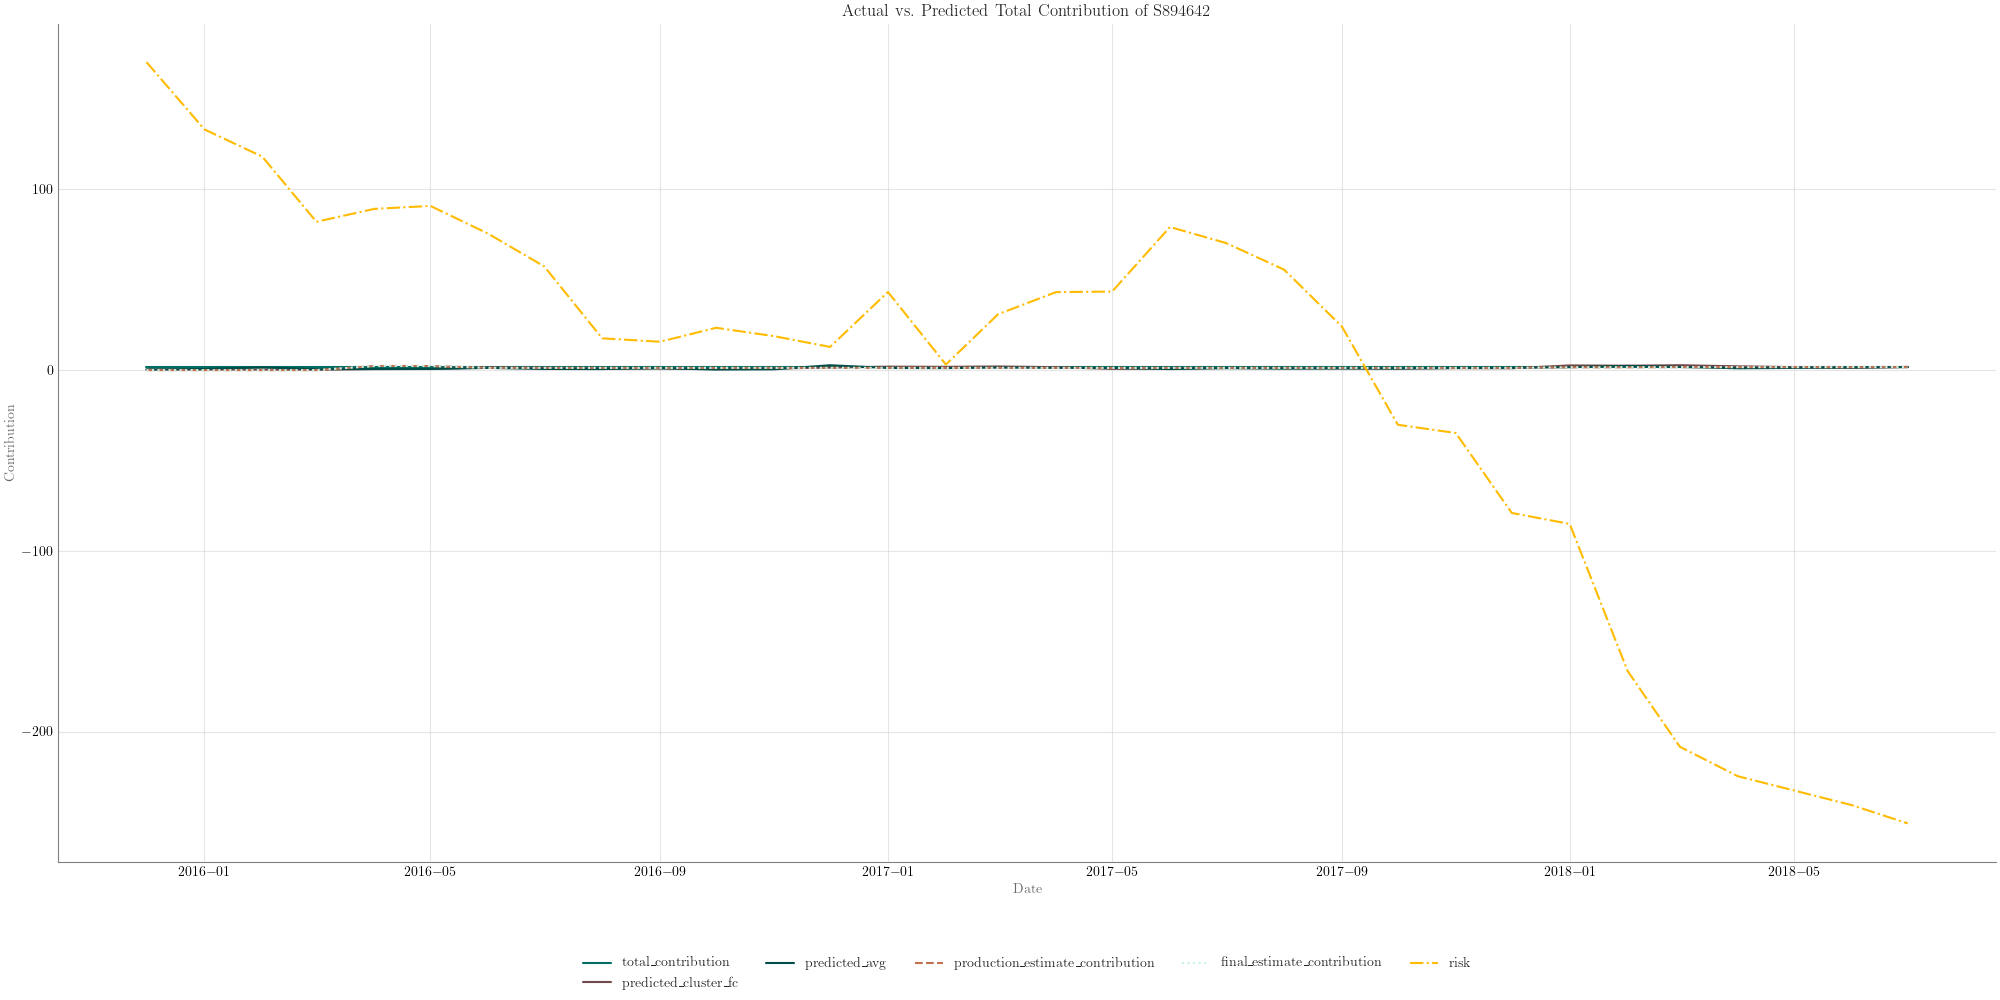 Actual vs. Predicted Total Contribution of S894642
100
0
−100
−200
Contribution
2016−01 2016−05 2016−09 2017−01 2017−05 2017−09 2018−01 2018−05
Date
total_contribution predicted_avg production_estimate_contribution final_estimate_contribution risk
predicted_cluster_fc